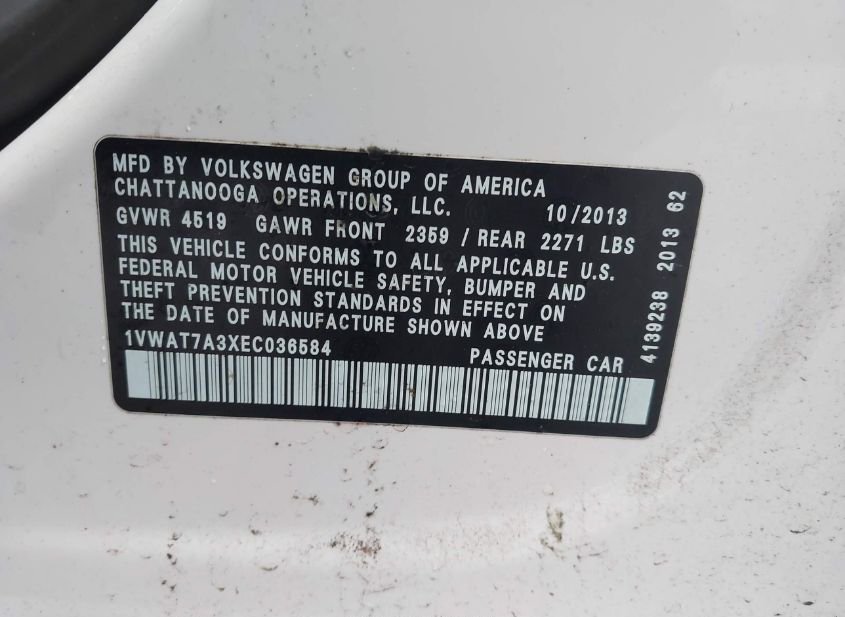 MFD BY VOLKSWAGEN GROUP OF AMERICA
CHATTANOOGA OPERATIONS, LLC. 10/2013
GVWR 4519 GAWR FRONT 2359 / REAR 2271 LBS
THIS VEHICLE CONFORMS TO ALL APPLICABLE U.S.
FEDERAL MOTOR VEHICLE SAFETY, BUMPER AND
THEFT PREVENTION STANDARDS IN EFFECT ON
THE DATE OF MANUFACTURE SHOWN ABOVE
1VWAT7A3XEC036584 PASSENGER CAR
4139238 2013 62